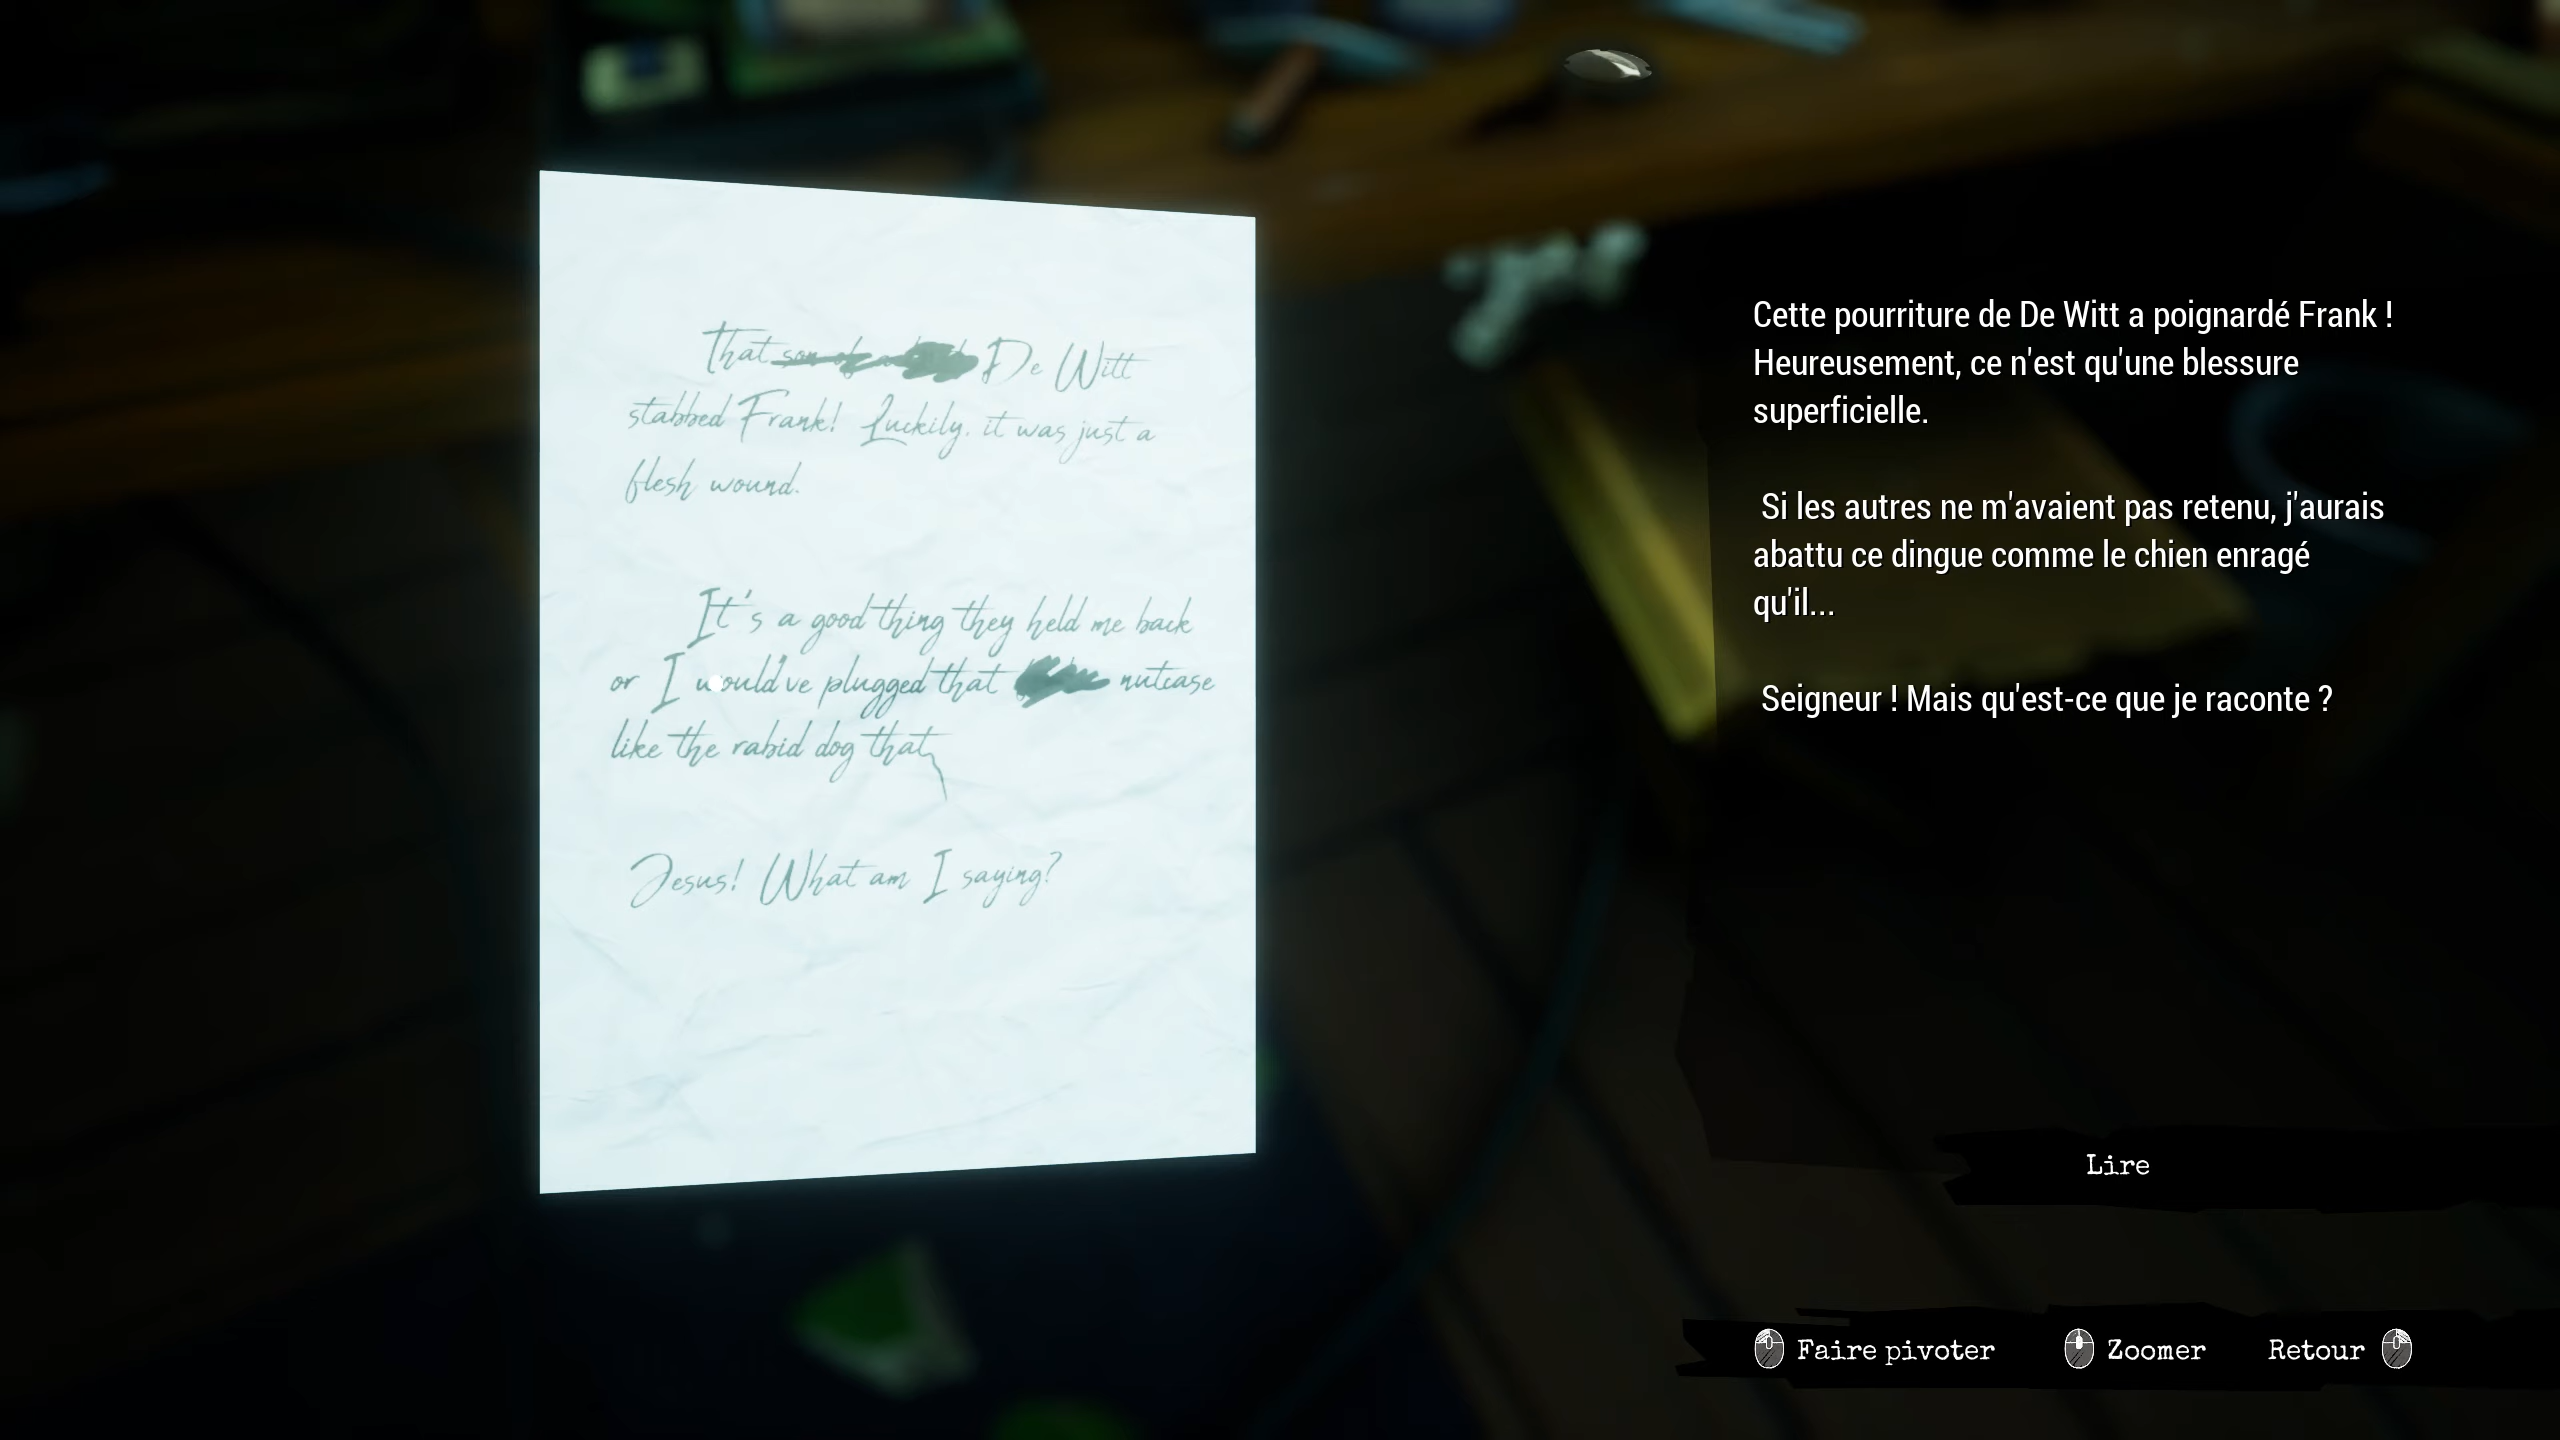 That son of a De Witt
stabbed Frank! Luckily, it was just a
flesh wound.
It's a good thing they held me back
or I would've plugged that nutcase
like the rabid dog that
Jesus! What am I saying?
Cette pourriture de De Witt a poignardé Frank !
Heureusement, ce n'est qu'une blessure
superficielle.
Si les autres ne m'avaient pas retenu, j'aurais
abattu ce dingue comme le chien enragé
qu'il...
Seigneur ! Mais qu'est-ce que je raconte ?
Lire
Faire pivoter
Zoomer
Retour